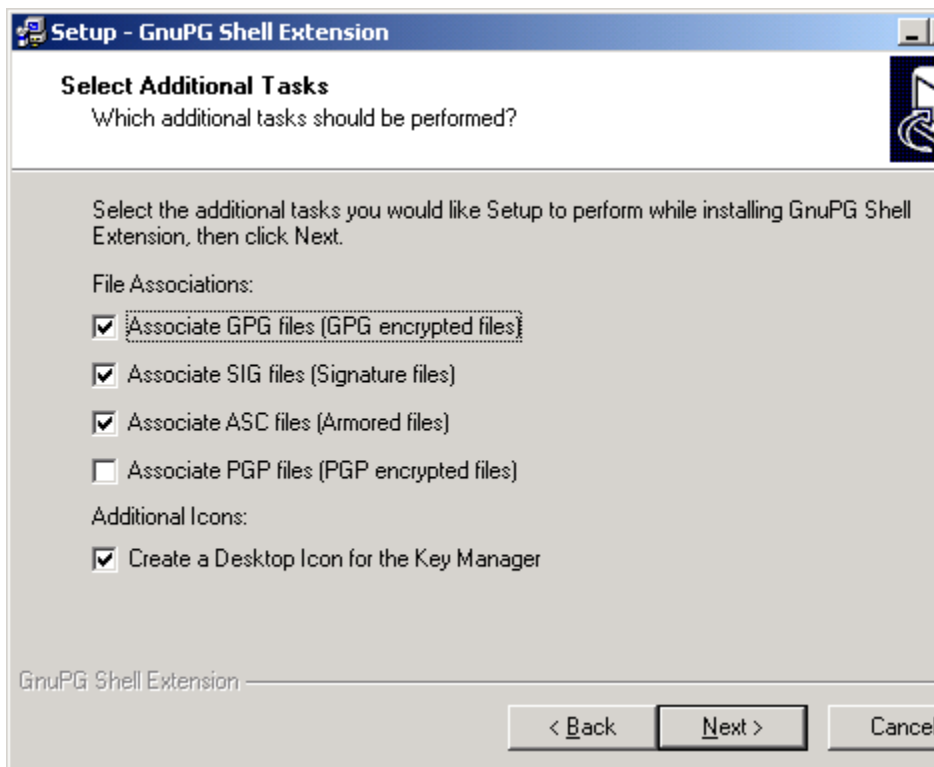 Setup - GnuPG Shell Extension
Select Additional Tasks
Which additional tasks should be performed?
Select the additional tasks you would like Setup to perform while installing GnuPG Shell
Extension, then click Next.
File Associations:
Associate GPG files (GPG encrypted files)
Associate SIG files (Signature files)
Associate ASC files (Armored files)
Associate PGP files (PGP encrypted files)
Additional Icons:
Create a Desktop Icon for the Key Manager
GnuPG Shell Extension
< Back Next > Cancel